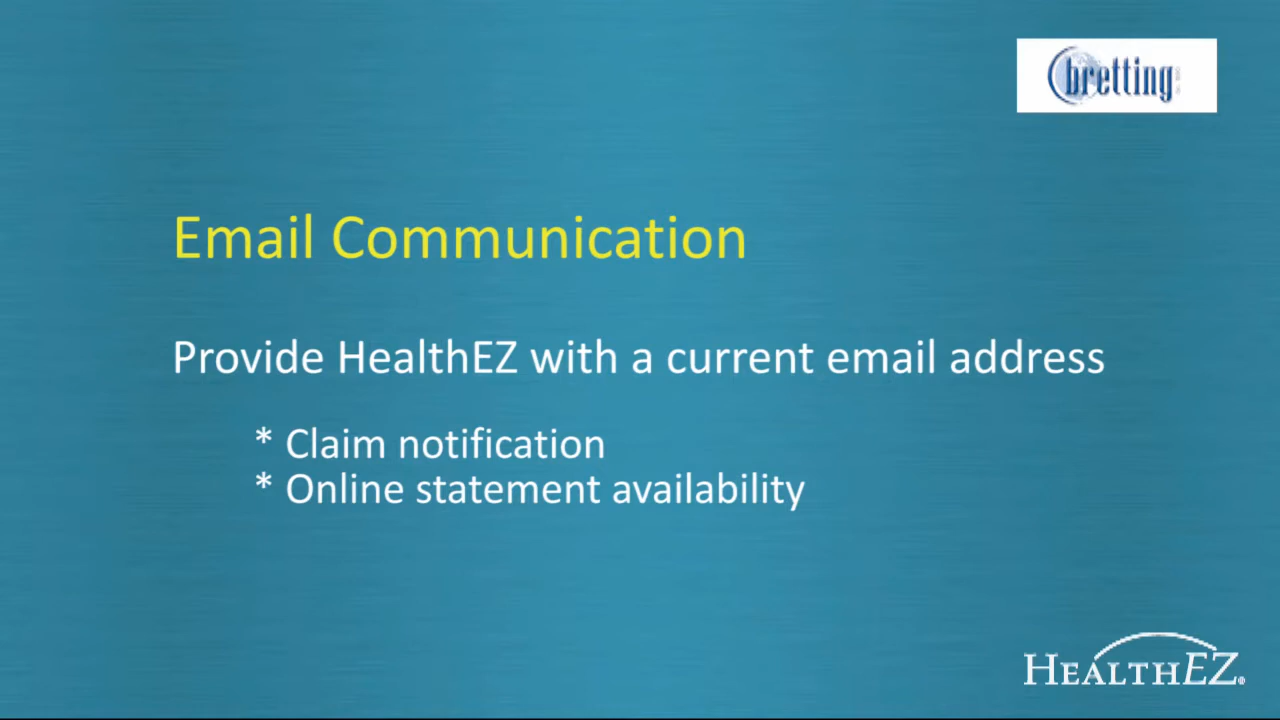 bretting
Email Communication
Provide HealthEZ with a current email address
* Claim notification
* Online statement availability
HEALTHEZ®